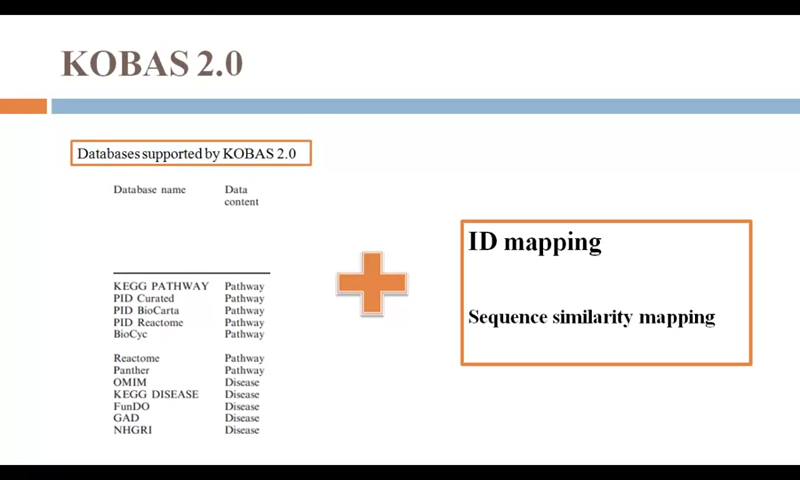 KOBAS 2.0
Databases supported by KOBAS 2.0
Database name Data
content
KEGG PATHWAY Pathway
PID Curated Pathway
PID BioCarta Pathway
PID Reactome Pathway
BioCyc Pathway
Reactome Pathway
Panther Pathway
OMIM Disease
KEGG DISEASE Disease
FunDO Disease
GAD Disease
NHGRI Disease
ID mapping
Sequence similarity mapping